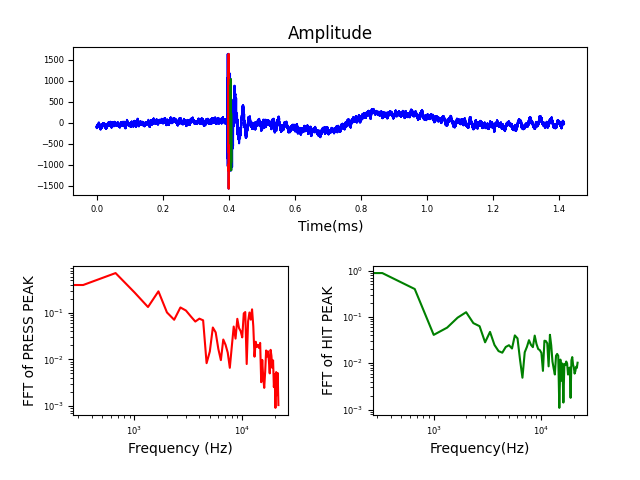 Amplitude
1500
1000
500
0
−500
−1000
−1500
0.0 0.2 0.4 0.6 0.8 1.0 1.2 1.4
Time(ms)
FFT of PRESS PEAK
10⁻¹
10⁻²
10⁻³
10³ 10⁴
Frequency (Hz)
FFT of HIT PEAK
10⁰
10⁻¹
10⁻²
10⁻³
10³ 10⁴
Frequency(Hz)